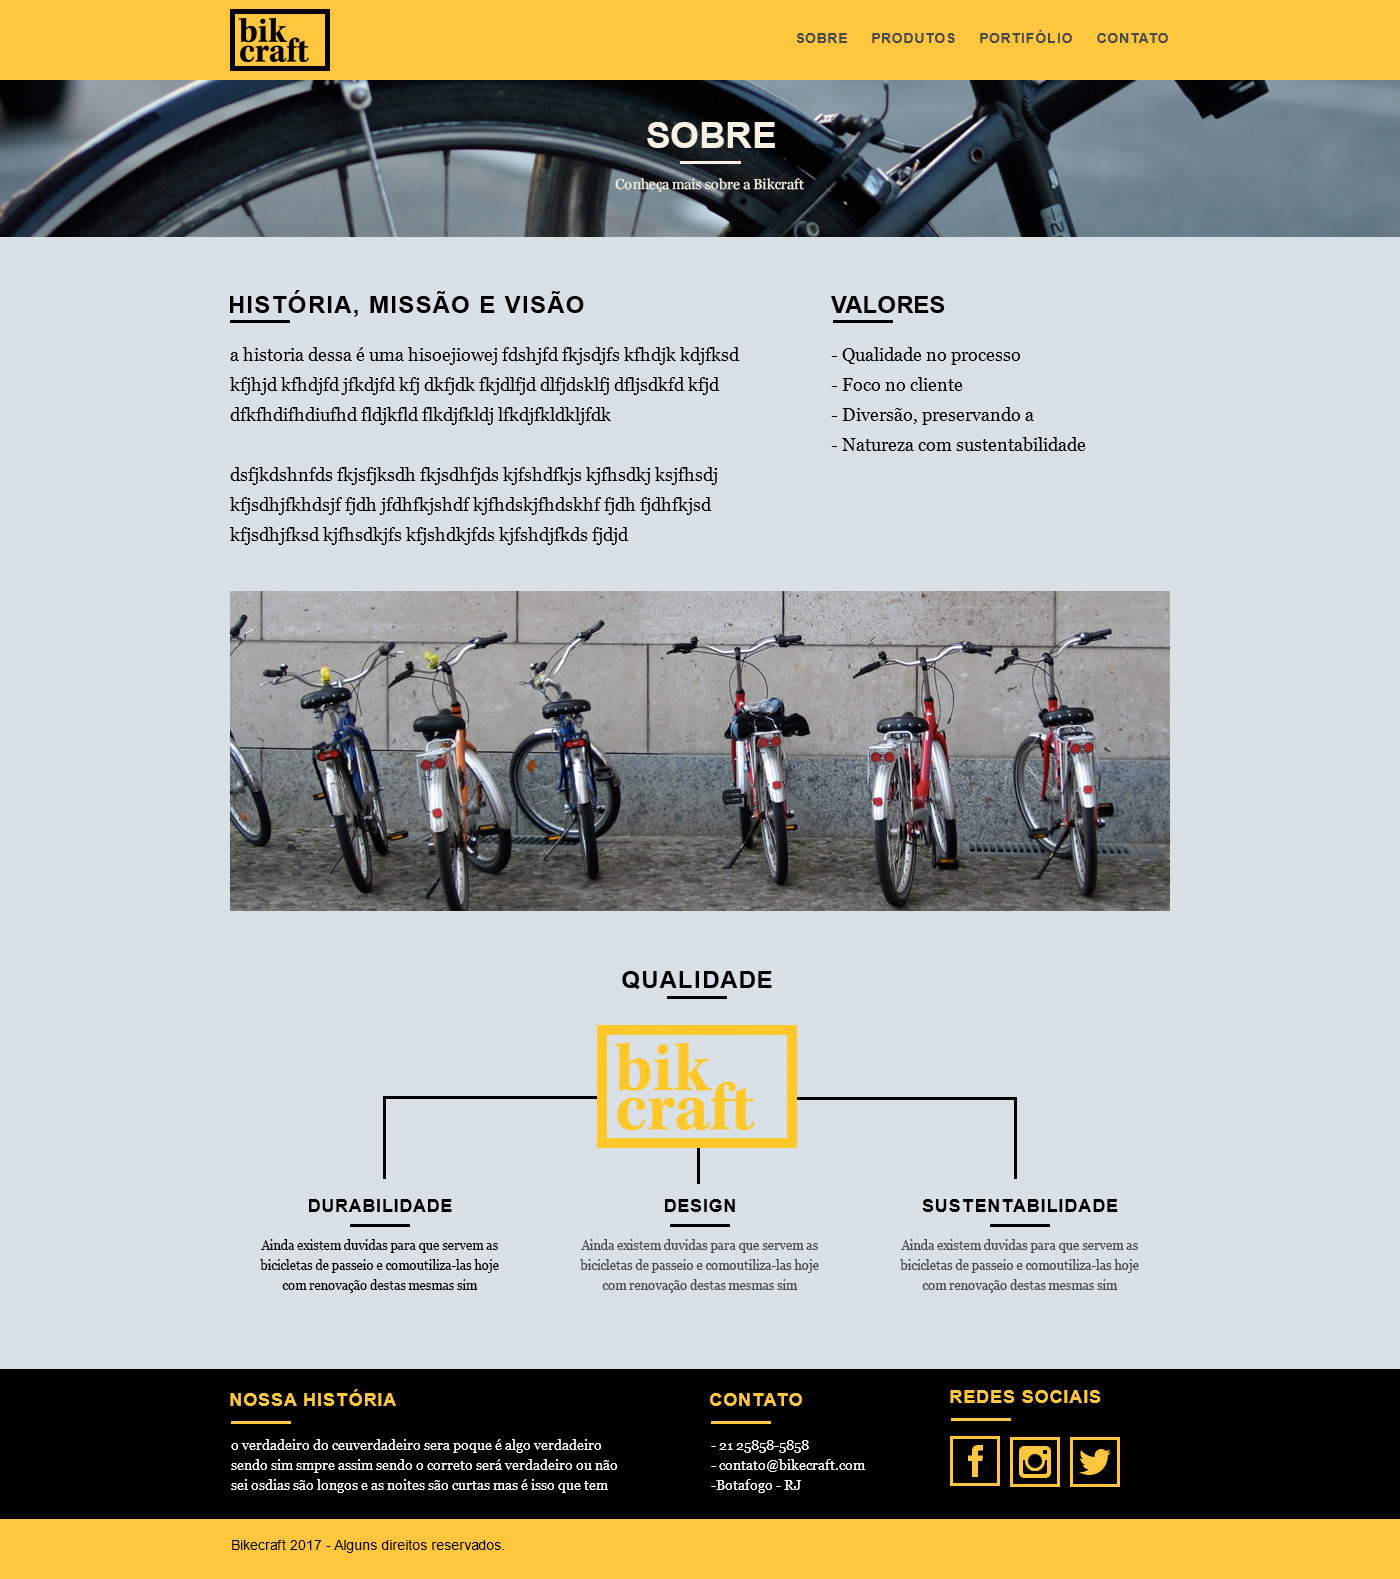 bik
craft
SOBRE PRODUTOS PORTIFÓLIO CONTATO
SOBRE
Conheça mais sobre a Bikcraft
HISTÓRIA, MISSÃO E VISÃO
a historia dessa é uma hisoejiowej fdshjfd fkjsdjfs kfhdjk kdjfksd
kfjhjd kfhdjfd jfkdjfd kfj dkfjdk fkjdlfjd dlfjdsklfj dfljsdkfd kfjd
dfkfhdifhdiufhd fldjkfld flkdjfkldj lfkdjfkldkljfdk
dsfjkdshnfds fkjsfjksdh fkjsdhfjds kjfshdfkjs kjfhsdkj ksjfhsdj
kfjsdhjfkhdsjf fjdh jfdhfkjshdf kjfhdskjfhdskhf fjdh fjdhfkjsd
kfjsdhjfksd kjfhsdkjfs kfjshdkjfds kjfshdjfkds fjdjd
VALORES
- Qualidade no processo
- Foco no cliente
- Diversão, preservando a
- Natureza com sustentabilidade
QUALIDADE
bik
craft
DURABILIDADE
Ainda existem duvidas para que servem as
bicicletas de passeio e comoutiliza-las hoje
com renovação destas mesmas sim
DESIGN
Ainda existem duvidas para que servem as
bicicletas de passeio e comoutiliza-las hoje
com renovação destas mesmas sim
SUSTENTABILIDADE
Ainda existem duvidas para que servem as
bicicletas de passeio e comoutiliza-las hoje
com renovação destas mesmas sim
NOSSA HISTÓRIA
o verdadeiro do ceuverdadeiro sera poque é algo verdadeiro
sendo sim smpre assim sendo o correto será verdadeiro ou não
sei osdias são longos e as noites são curtas mas é isso que tem
CONTATO
- 21 25858-5858
- contato@bikecraft.com
-Botafogo - RJ
REDES SOCIAIS
Bikecraft 2017 - Alguns direitos reservados.